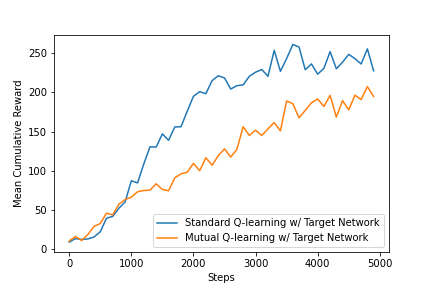 250
200
150
100
50
0
Mean Cumulative Reward
Standard Q-learning w/ Target Network
Mutual Q-learning w/ Target Network
0 1000 2000 3000 4000 5000
Steps